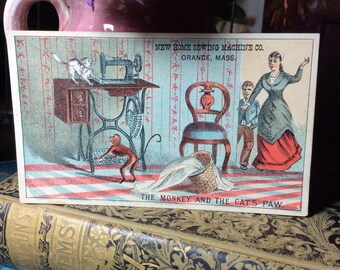 NEW HOME SEWING MACHINE CO.
ORANGE, MASS.
THE MONKEY AND THE CAT'S PAW.